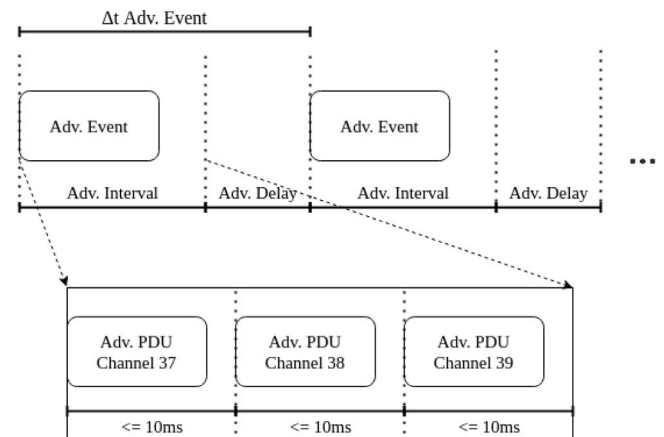 Δt Adv. Event
Adv. Event
Adv. Event
...
Adv. Interval
Adv. Delay
Adv. Interval
Adv. Delay
Adv. PDU
Channel 37
Adv. PDU
Channel 38
Adv. PDU
Channel 39
<= 10ms
<= 10ms
<= 10ms